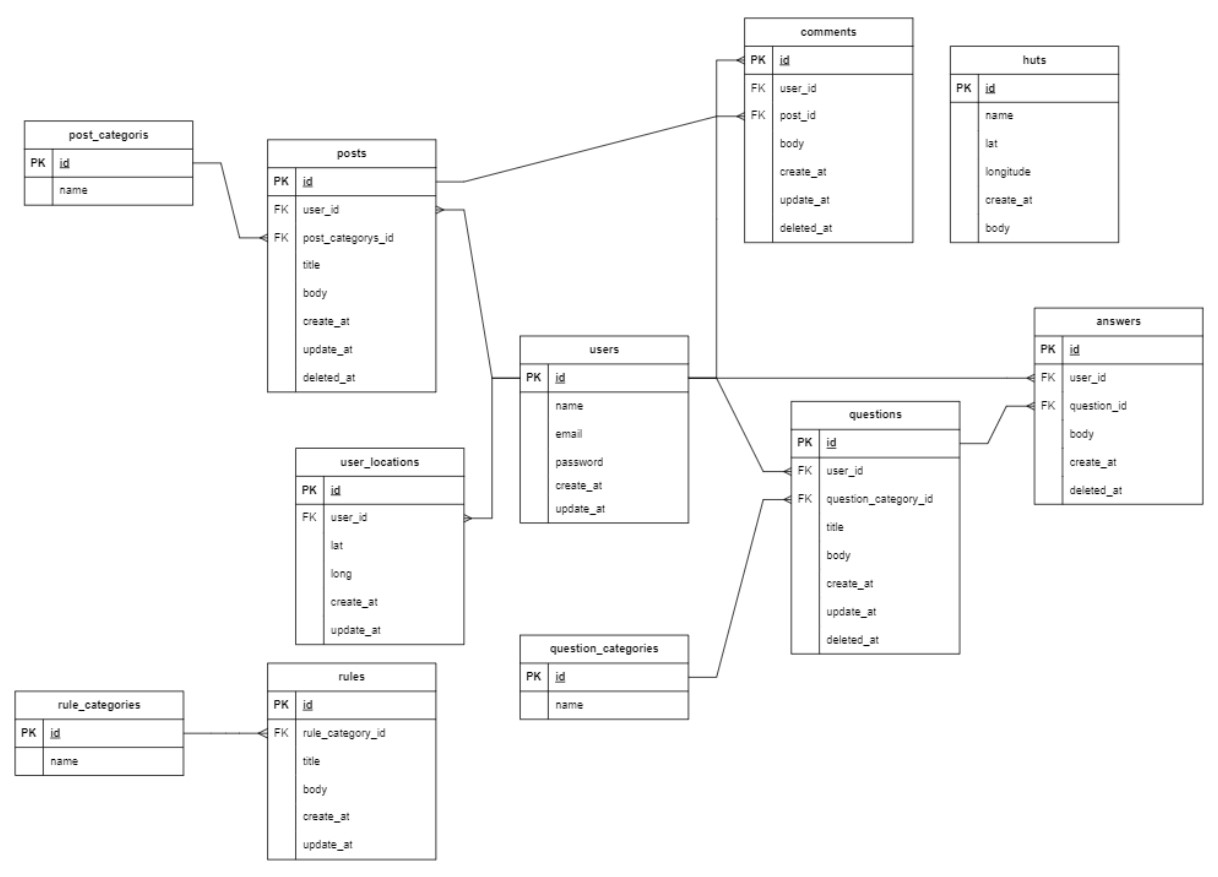 comments
PK id
FK user_id
FK post_id
body
create_at
update_at
deleted_at
huts
PK id
name
lat
longitude
create_at
body
post_categoris
PK id
name
posts
PK id
FK user_id
FK post_categorys_id
title
body
create_at
update_at
deleted_at
users
PK id
name
email
password
create_at
update_at
answers
PK id
FK user_id
FK question_id
body
create_at
deleted_at
questions
PK id
FK user_id
FK question_category_id
title
body
create_at
update_at
deleted_at
user_locations
PK id
FK user_id
lat
long
create_at
update_at
question_categories
PK id
name
rule_categories
PK id
name
rules
PK id
FK rule_category_id
title
body
create_at
update_at